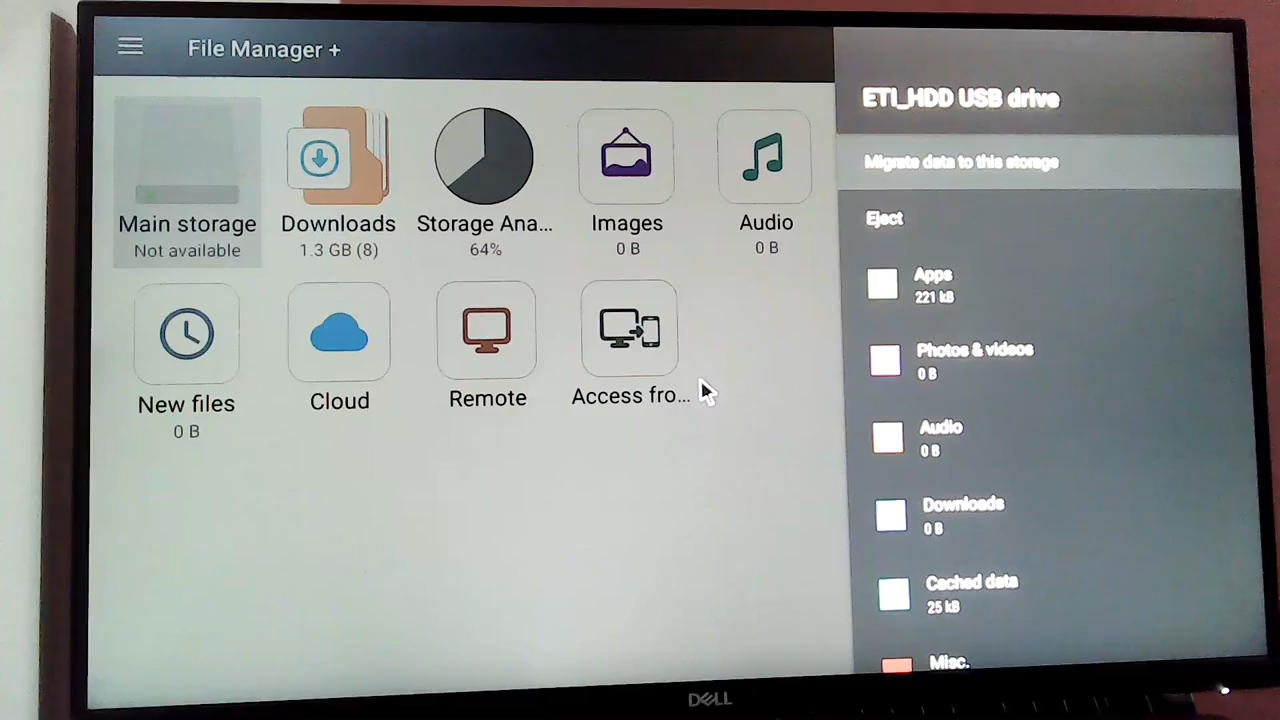 File Manager +
Main storage
Not available
Downloads
1.3 GB (8)
Storage Ana...
64%
Images
0 B
Audio
0 B
New files
0 B
Cloud
Remote
Access fro...
ETI_HDD USB drive
Migrate data to this storage
Eject
Apps
221 kB
Photos & videos
0 B
Audio
0 B
Downloads
0 B
Cached data
25 kB
Misc.
DELL